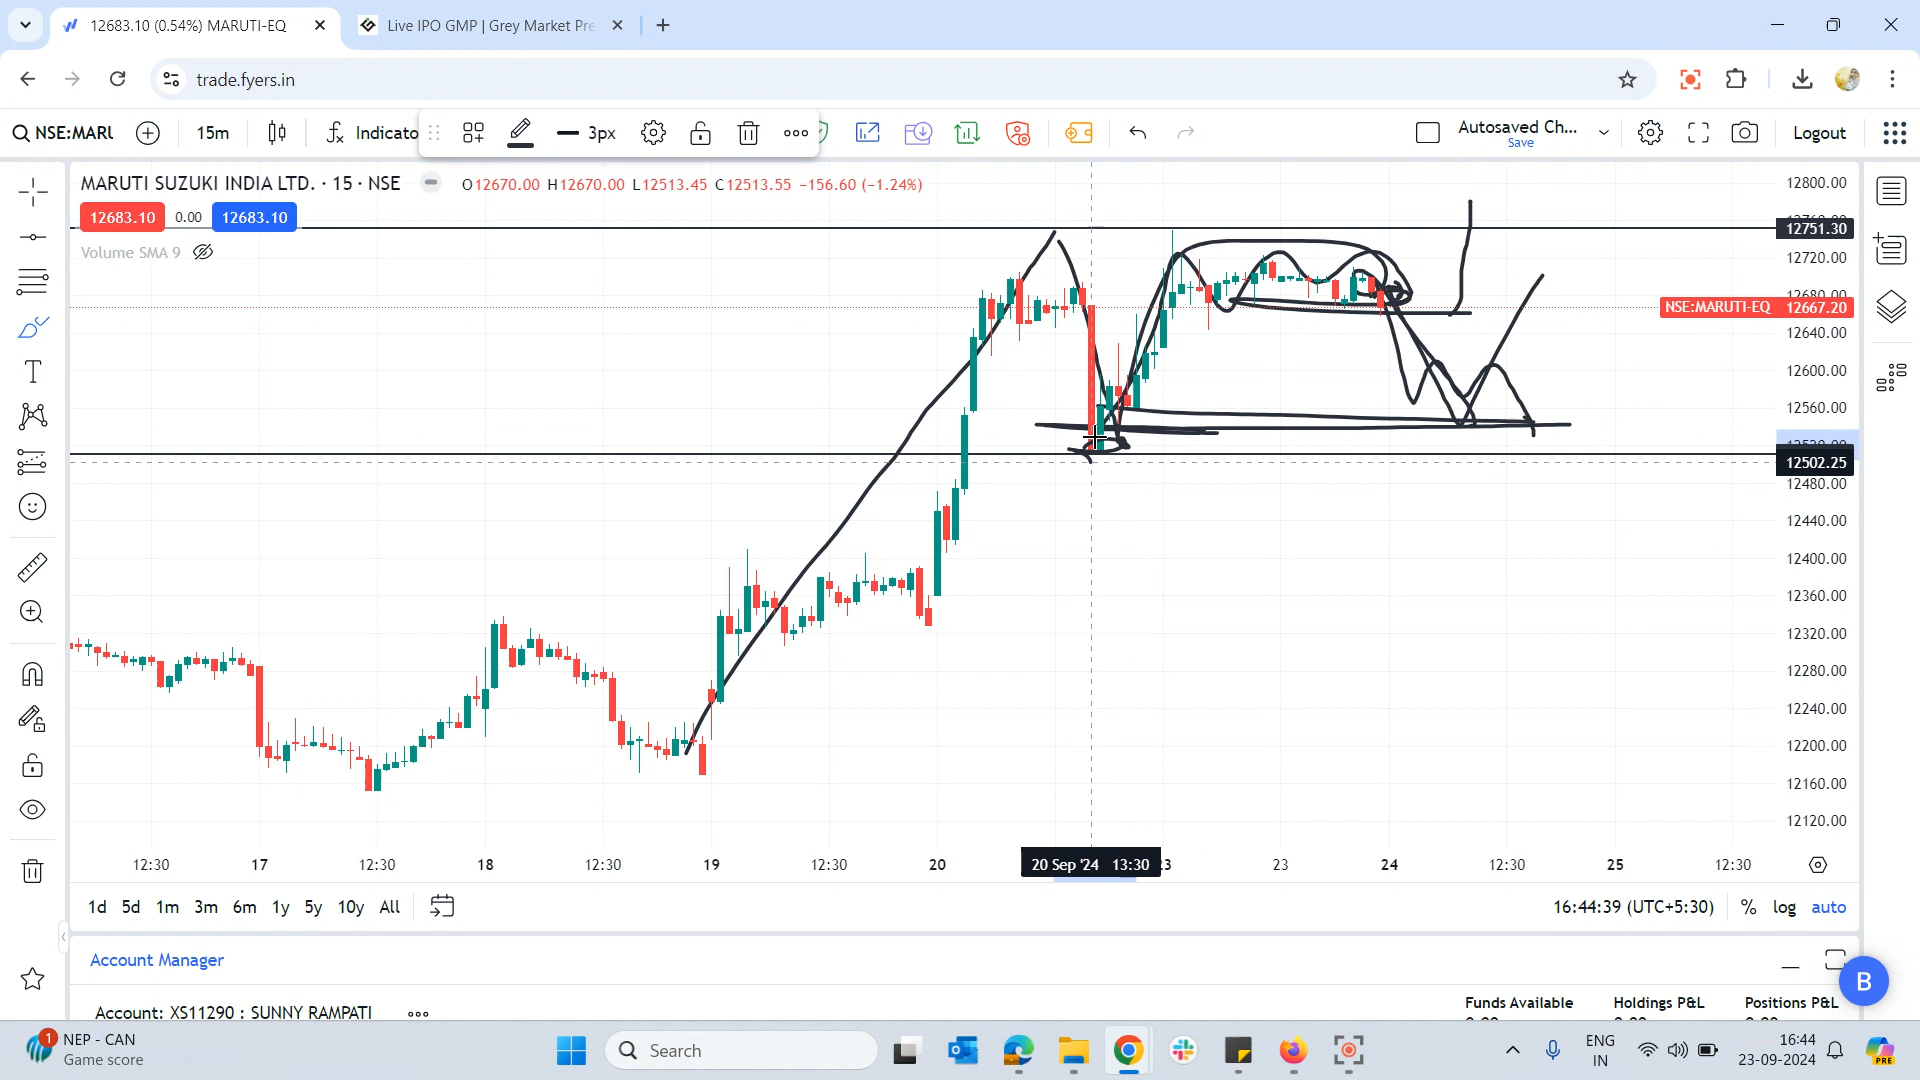 12683.10 (0.54%) MARUTI-EQ
Live IPO GMP | Grey Market Pre
trade.fyers.in
NSE:MARU
15m
Indicato
3px
Autosaved Ch...
Save
Logout
MARUTI SUZUKI INDIA LTD. · 15 · NSE
O12670.00 H12670.00 L12513.45 C12513.55 −156.60 (−1.24%)
12683.10 0.00 12683.10
Volume SMA 9
12800.00
12751.30
12720.00
12680.00
NSE:MARUTI-EQ 12667.20
12640.00
12600.00
12560.00
12502.25
12480.00
12440.00
12400.00
12360.00
12320.00
12280.00
12240.00
12200.00
12160.00
12120.00
12:30 17 12:30 18 12:30 19 12:30 20 20 Sep '24 13:30 23 24 12:30 25 12:30
1d 5d 1m 3m 6m 1y 5y 10y All
16:44:39 (UTC+5:30) % log auto
Account Manager
B
Account: XS11290 : SUNNY RAMPATI
Funds Available Holdings P&L Positions P&L
1
NEP - CAN
Game score
Search
ENG
IN
16:44
23-09-2024
PRE